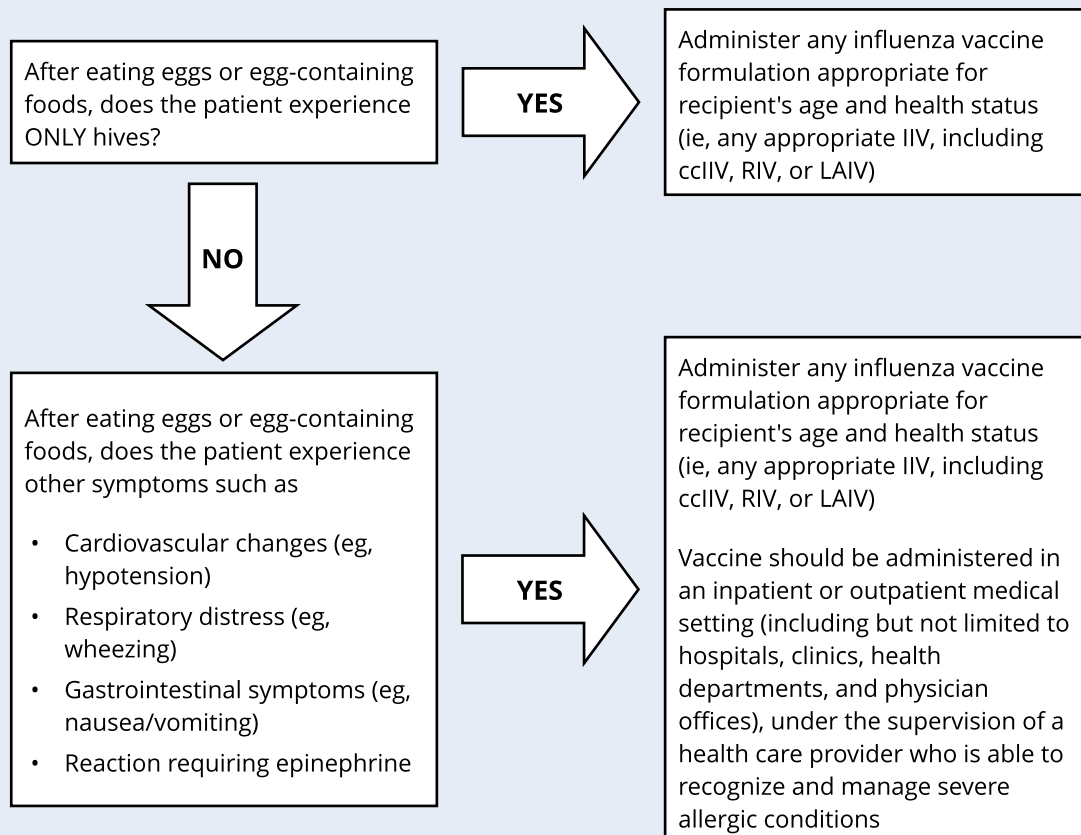 After eating eggs or egg-containing
foods, does the patient experience
ONLY hives?
YES
Administer any influenza vaccine
formulation appropriate for
recipient's age and health status
(ie, any appropriate IIV, including
ccIIV, RIV, or LAIV)
NO
After eating eggs or egg-containing
foods, does the patient experience
other symptoms such as
• Cardiovascular changes (eg,
hypotension)
• Respiratory distress (eg,
wheezing)
• Gastrointestinal symptoms (eg,
nausea/vomiting)
• Reaction requiring epinephrine
YES
Administer any influenza vaccine
formulation appropriate for
recipient's age and health status
(ie, any appropriate IIV, including
ccIIV, RIV, or LAIV)
Vaccine should be administered in
an inpatient or outpatient medical
setting (including but not limited to
hospitals, clinics, health
departments, and physician
offices), under the supervision of a
health care provider who is able to
recognize and manage severe
allergic conditions